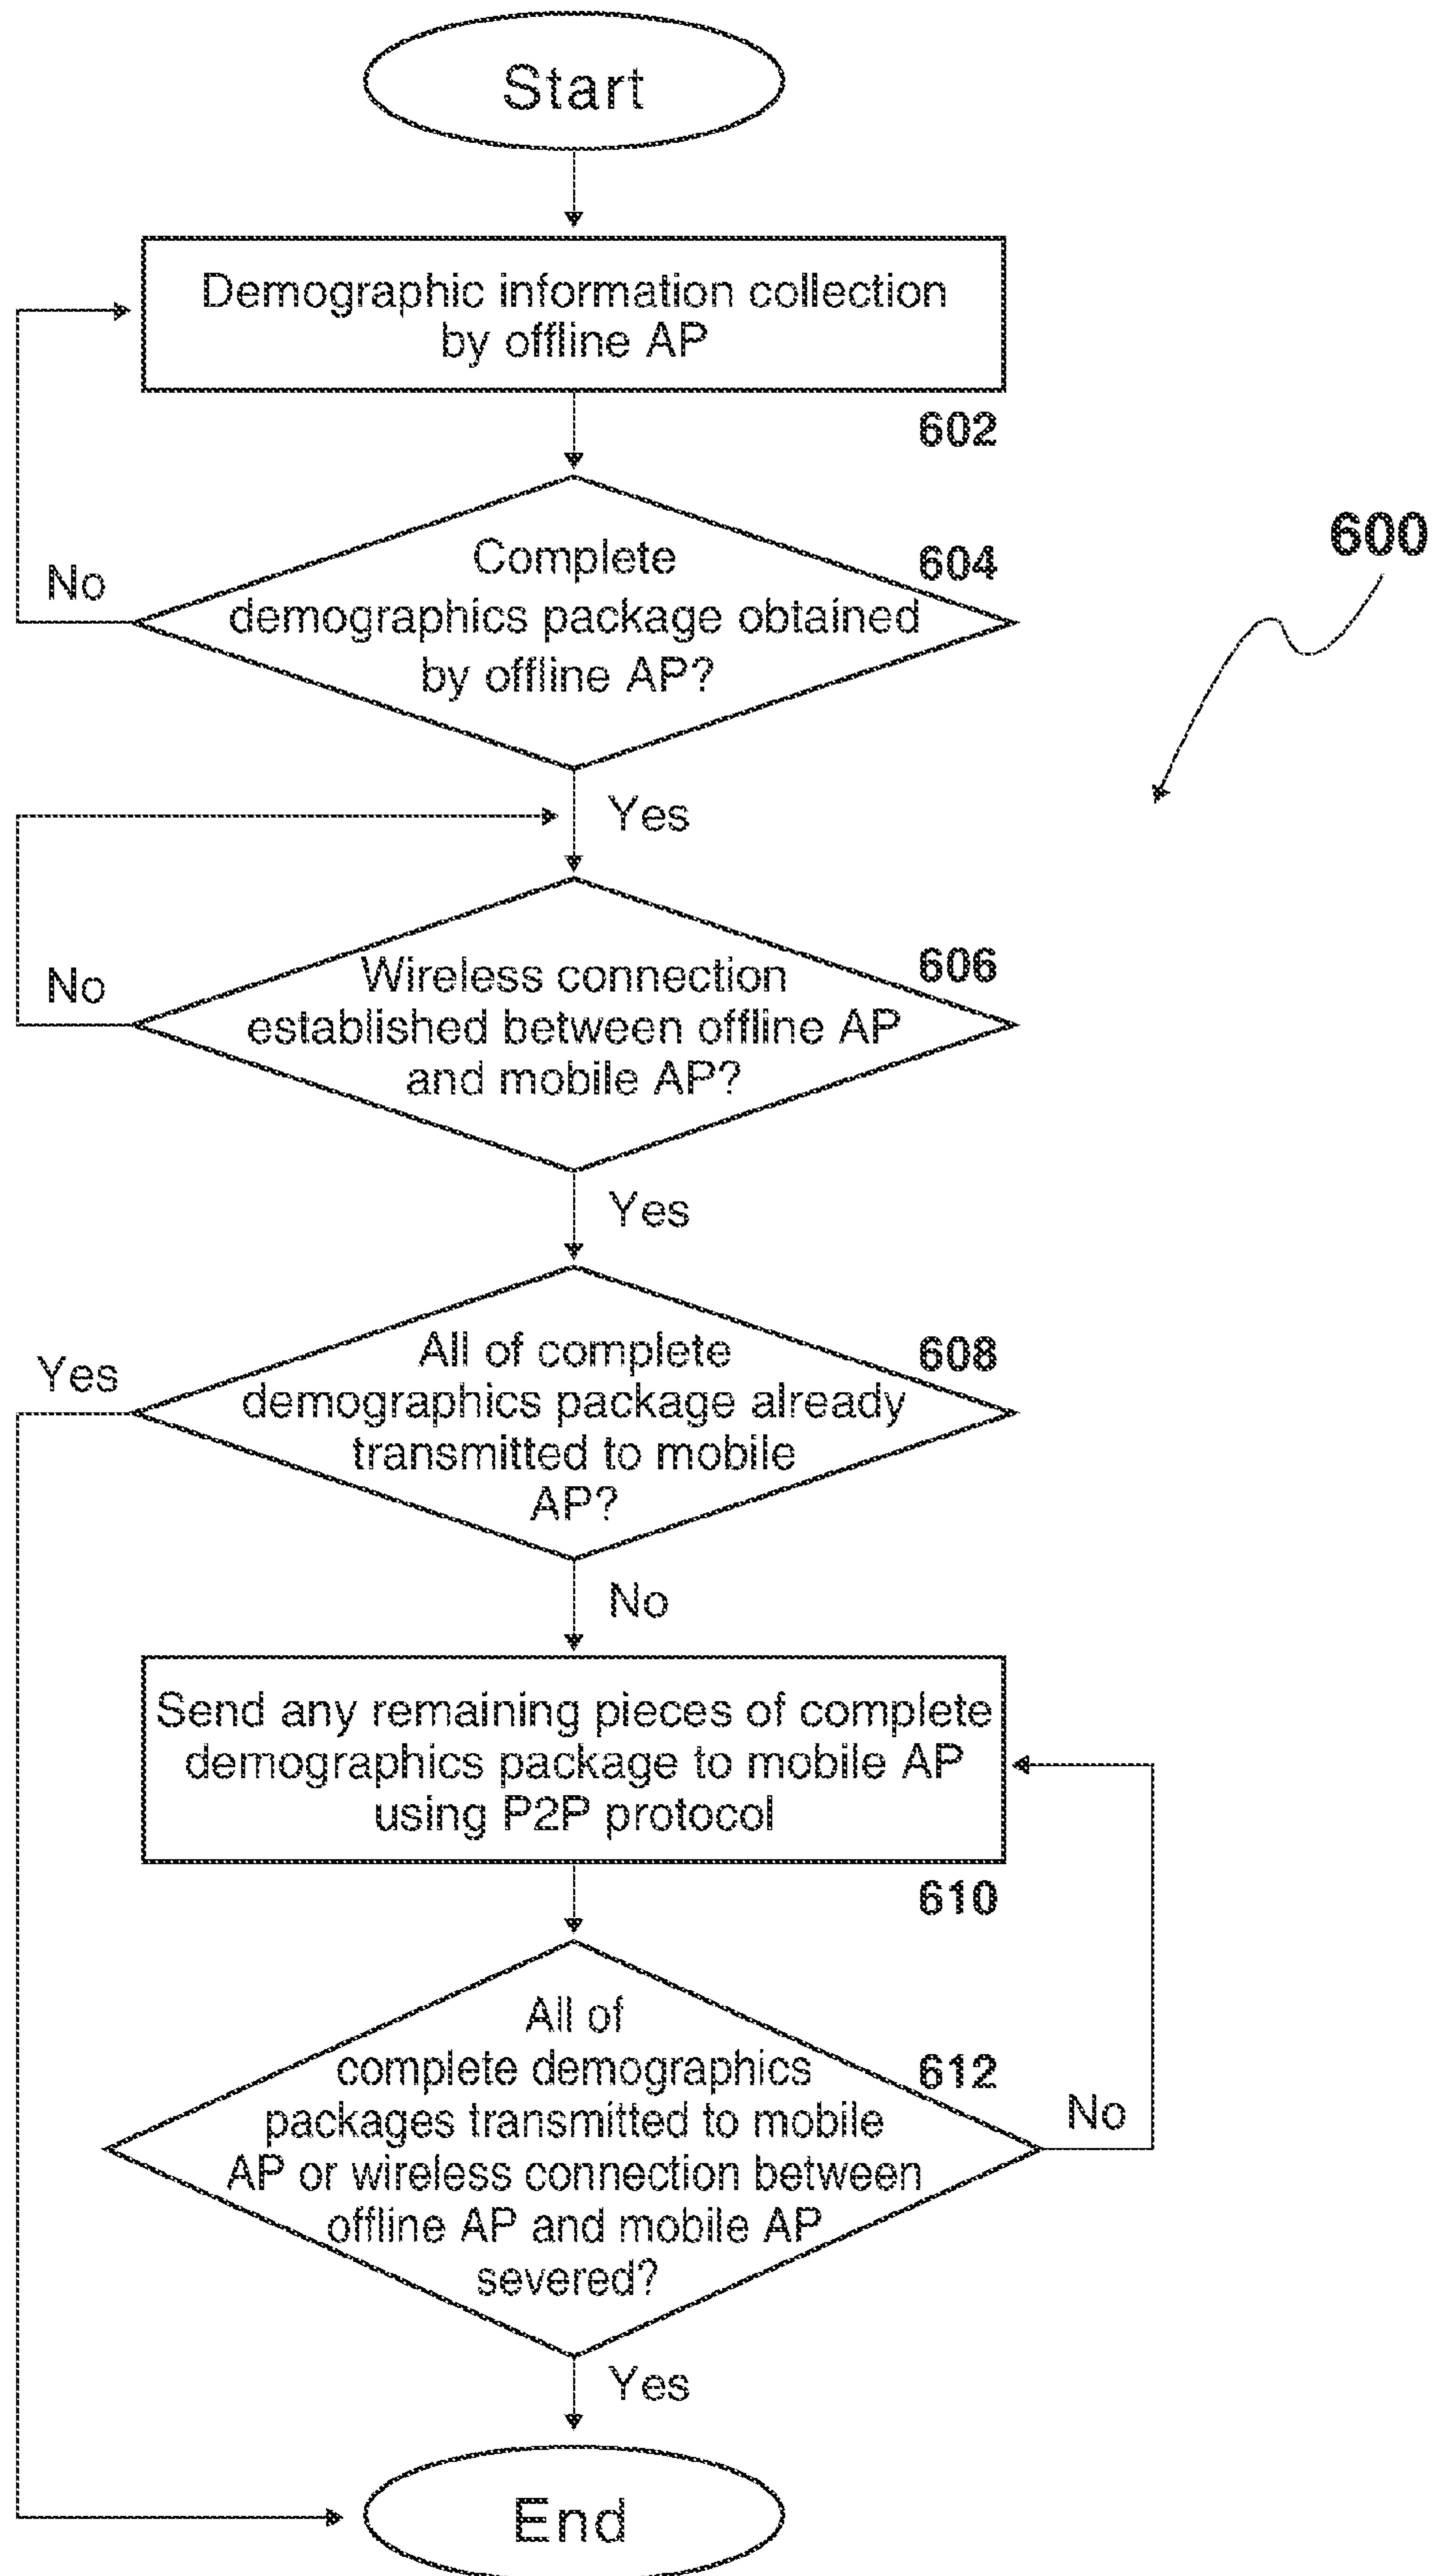 Start
Demographic information collection
by offline AP
602
Complete
demographics package obtained
by offline AP?
604
No
600
Yes
Wireless connection
established between offline AP
and mobile AP?
606
No
Yes
All of complete
demographics package already
transmitted to mobile
AP?
608
Yes
No
Send any remaining pieces of complete
demographics package to mobile AP
using P2P protocol
610
All of
complete demographics
packages transmitted to mobile
AP or wireless connection between
offline AP and mobile AP
severed?
612
No
Yes
End